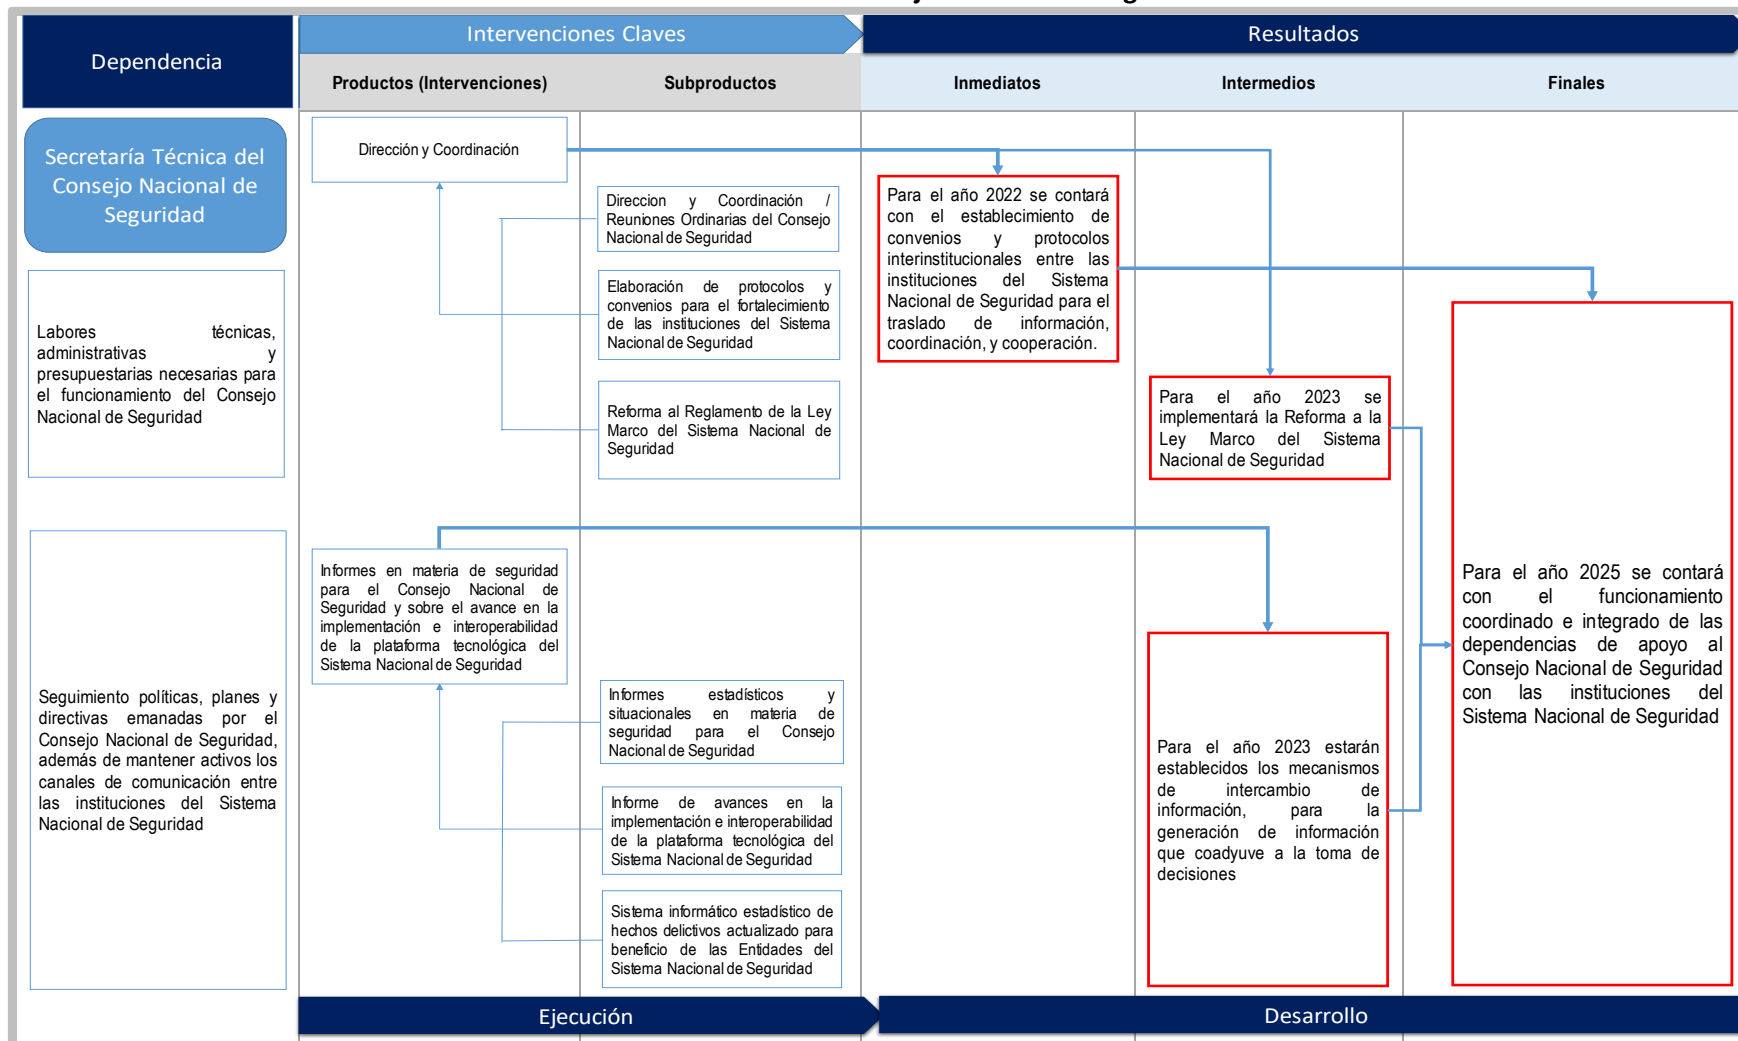 Dependencia
Intervenciones Claves
Resultados
Productos (Intervenciones)
Subproductos
Inmediatos
Intermedios
Finales
Secretaría Técnica del
Consejo Nacional de
Seguridad
Labores técnicas,
administrativas y
presupuestarias necesarias para
el funcionamiento del Consejo
Nacional de Seguridad
Seguimiento políticas, planes y
directivas emanadas por el
Consejo Nacional de Seguridad,
además de mantener activos los
canales de comunicación entre
las instituciones del Sistema
Nacional de Seguridad
Dirección y Coordinación
Informes en materia de seguridad
para el Consejo Nacional de
Seguridad y sobre el avance en la
implementación e interoperabilidad
de la plataforma tecnológica del
Sistema Nacional de Seguridad
Direccion y Coordinación /
Reuniones Ordinarias del Consejo
Nacional de Seguridad
Elaboración de protocolos y
convenios para el fortalecimiento
de las instituciones del Sistema
Nacional de Seguridad
Reforma al Reglamento de la Ley
Marco del Sistema Nacional de
Seguridad
Informes estadísticos y
situacionales en materia de
seguridad para el Consejo
Nacional de Seguridad
Informe de avances en la
implementación e interoperabilidad
de la plataforma tecnológica del
Sistema Nacional de Seguridad
Sistema informático estadístico de
hechos delictivos actualizado para
beneficio de las Entidades del
Sistema Nacional de Seguridad
Para el año 2022 se contará
con el establecimiento de
convenios y protocolos
interinstitucionales entre las
instituciones del Sistema
Nacional de Seguridad para el
traslado de información,
coordinación, y cooperación.
Para el año 2023 se
implementará la Reforma a la
Ley Marco del Sistema
Nacional de Seguridad
Para el año 2023 estarán
establecidos los mecanismos
de intercambio de
información, para la
generación de información
que coadyuve a la toma de
decisiones
Para el año 2025 se contará
con el funcionamiento
coordinado e integrado de las
dependencias de apoyo al
Consejo Nacional de Seguridad
con las instituciones del
Sistema Nacional de Seguridad
Ejecución
Desarrollo